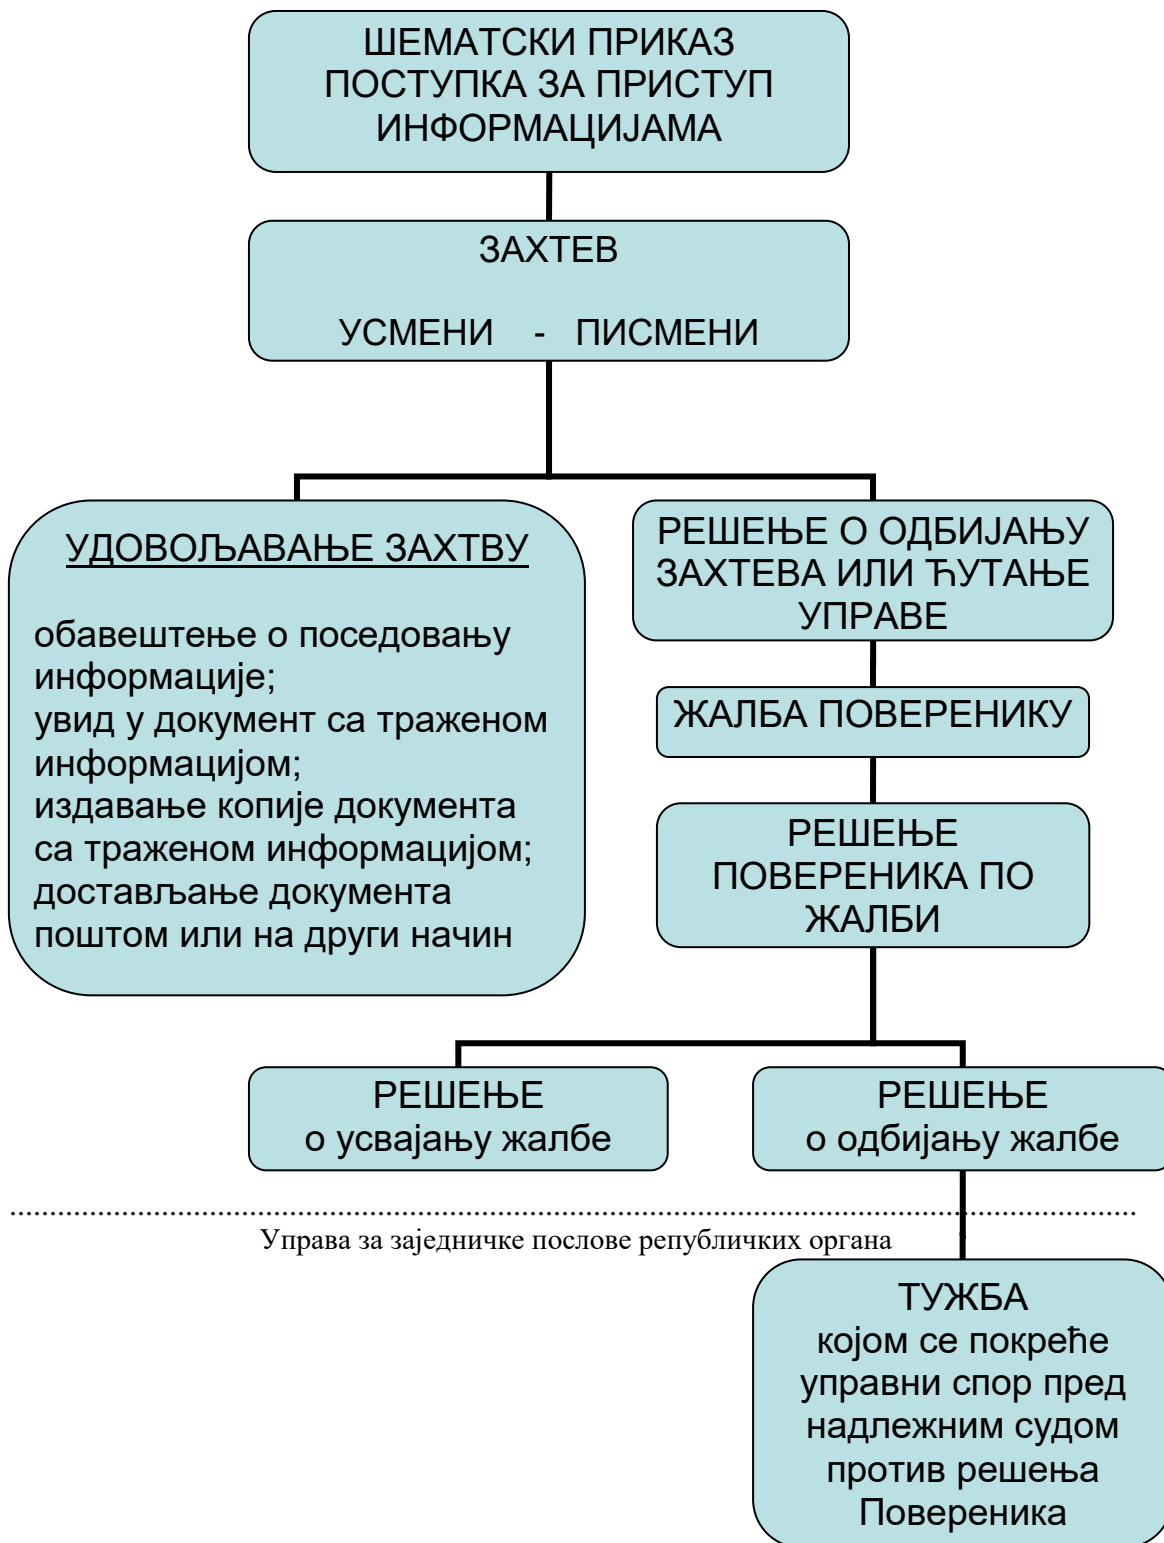 ШЕМАТСКИ ПРИКАЗ
ПОСТУПКА ЗА ПРИСТУП
ИНФОРМАЦИЈАМА
ЗАХТЕВ
УСМЕНИ - ПИСМЕНИ
УДОВОЉАВАЊЕ ЗАХТВУ
обавештење о поседовању
информације;
увид у документ са траженом
информацијом;
издавање копије документа
са траженом информацијом;
достављање документа
поштом или на други начин
РЕШЕЊЕ О ОДБИЈАЊУ
ЗАХТЕВА ИЛИ ЋУТАЊЕ
УПРАВЕ
ЖАЛБА ПОВЕРЕНИКУ
РЕШЕЊЕ
ПОВЕРЕНИКА ПО
ЖАЛБИ
РЕШЕЊЕ
о усвајању жалбе
РЕШЕЊЕ
о одбијању жалбе
Управа за заједничке послове републичких органа
ТУЖБА
којом се покреће
управни спор пред
надлежним судом
против решења
Повереника